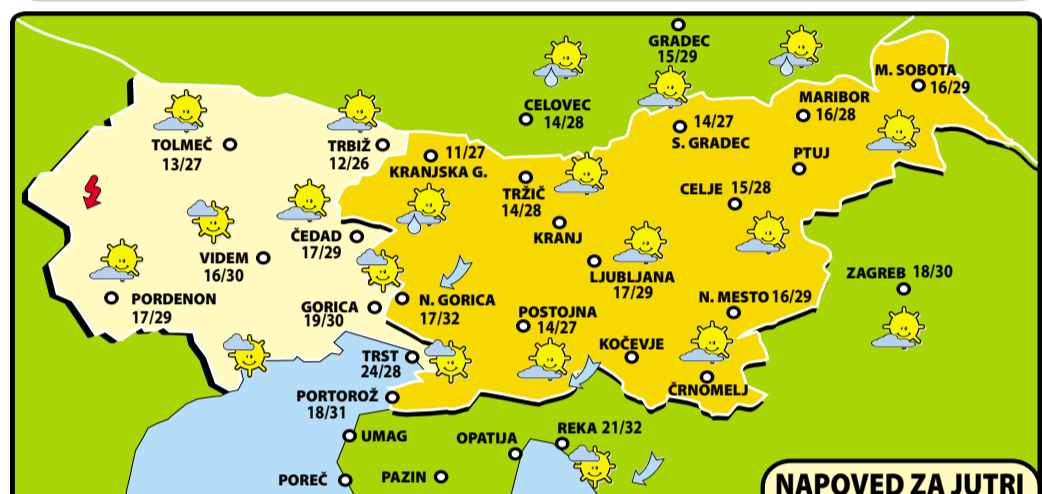 GRADEC
15/29
M. SOBOTA
16/29
CELOVEC
14/28
MARIBOR
16/28
14/27
S. GRADEC
TOLMEČ
13/27
TRBIŽ
12/26
11/27
KRANJSKA G.
PTUJ
TRŽIČ
14/28
CELJE 15/28
KRANJ
ČEDAD
17/29
VIDEM
16/30
LJUBLJANA
17/29
ZAGREB 18/30
PORDENON
17/29
GORICA
19/30
N. GORICA
17/32
N. MESTO 16/29
POSTOJNA
14/27
KOČEVJE
TRST
24/28
ČRNOMELJ
PORTOROŽ
18/31
UMAG
OPATIJA
REKA 21/32
POREČ
PAZIN
NAPOVED ZA JUTRI